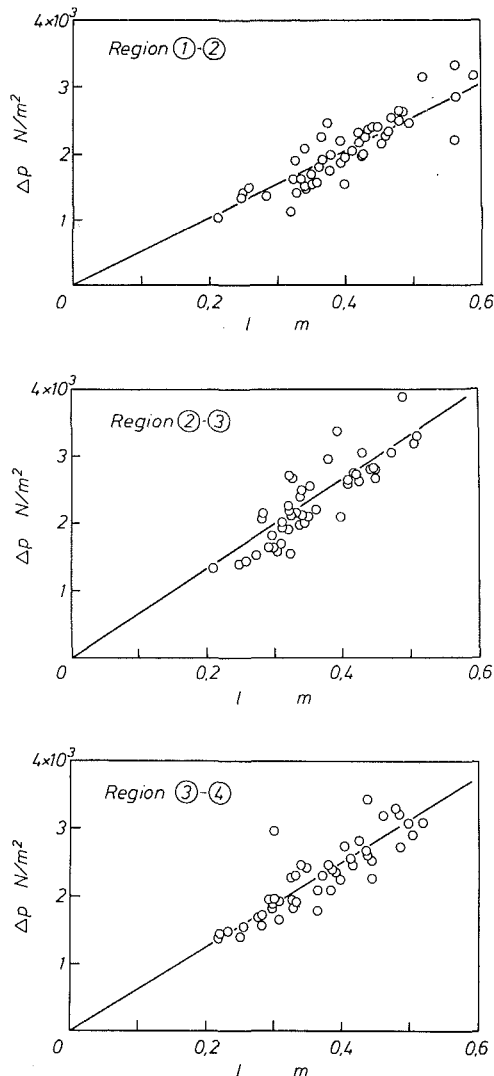 4×10³
Region ①-②
Δp N/m²
3
2
1
0
0,2
0,4
0,6
l m
4×10³
Region ②-③
Δp N/m²
3
2
1
0
0,2
0,4
0,6
l m
4×10³
Region ③-④
Δp N/m²
3
2
1
0
0,2
0,4
0,6
l m